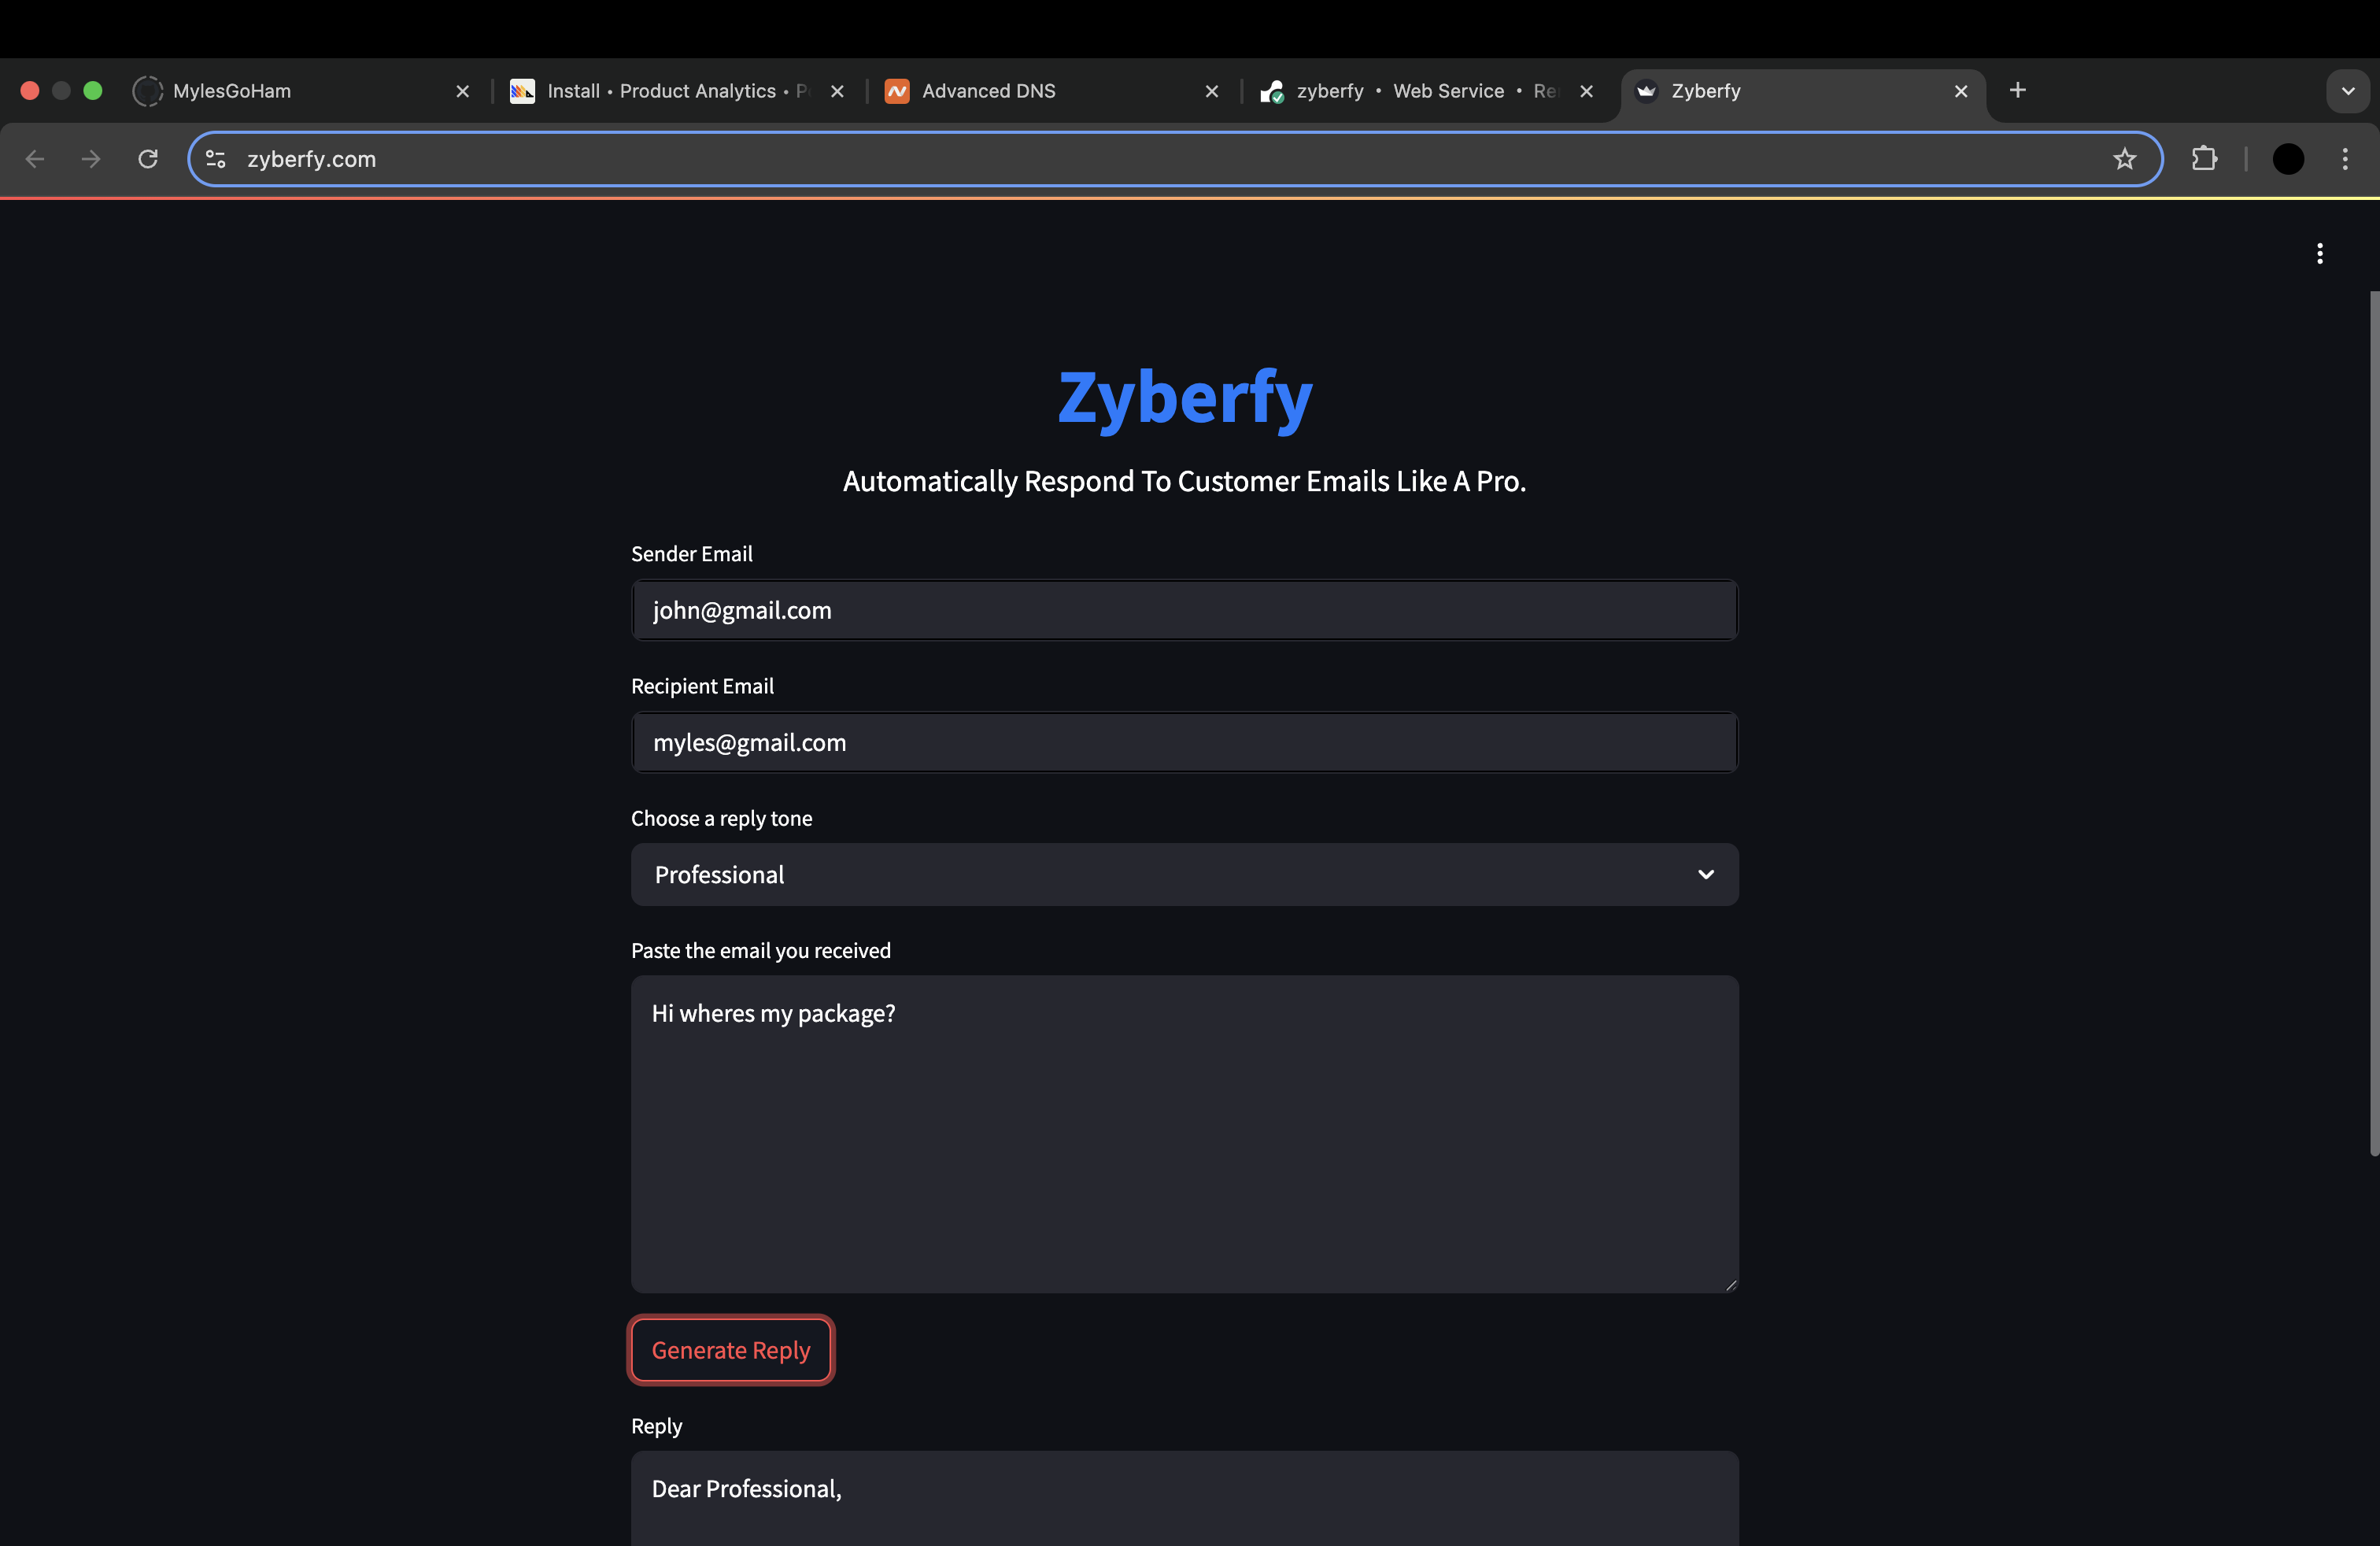 MylesGoHam
Install • Product Analytics •
Advanced DNS
zyberfy • Web Service •
Zyberfy
zyberfy.com
Zyberfy
Automatically Respond To Customer Emails Like A Pro.
Sender Email
john@gmail.com
Recipient Email
myles@gmail.com
Choose a reply tone
Professional
Paste the email you received
Hi wheres my package?
Generate Reply
Reply
Dear Professional,